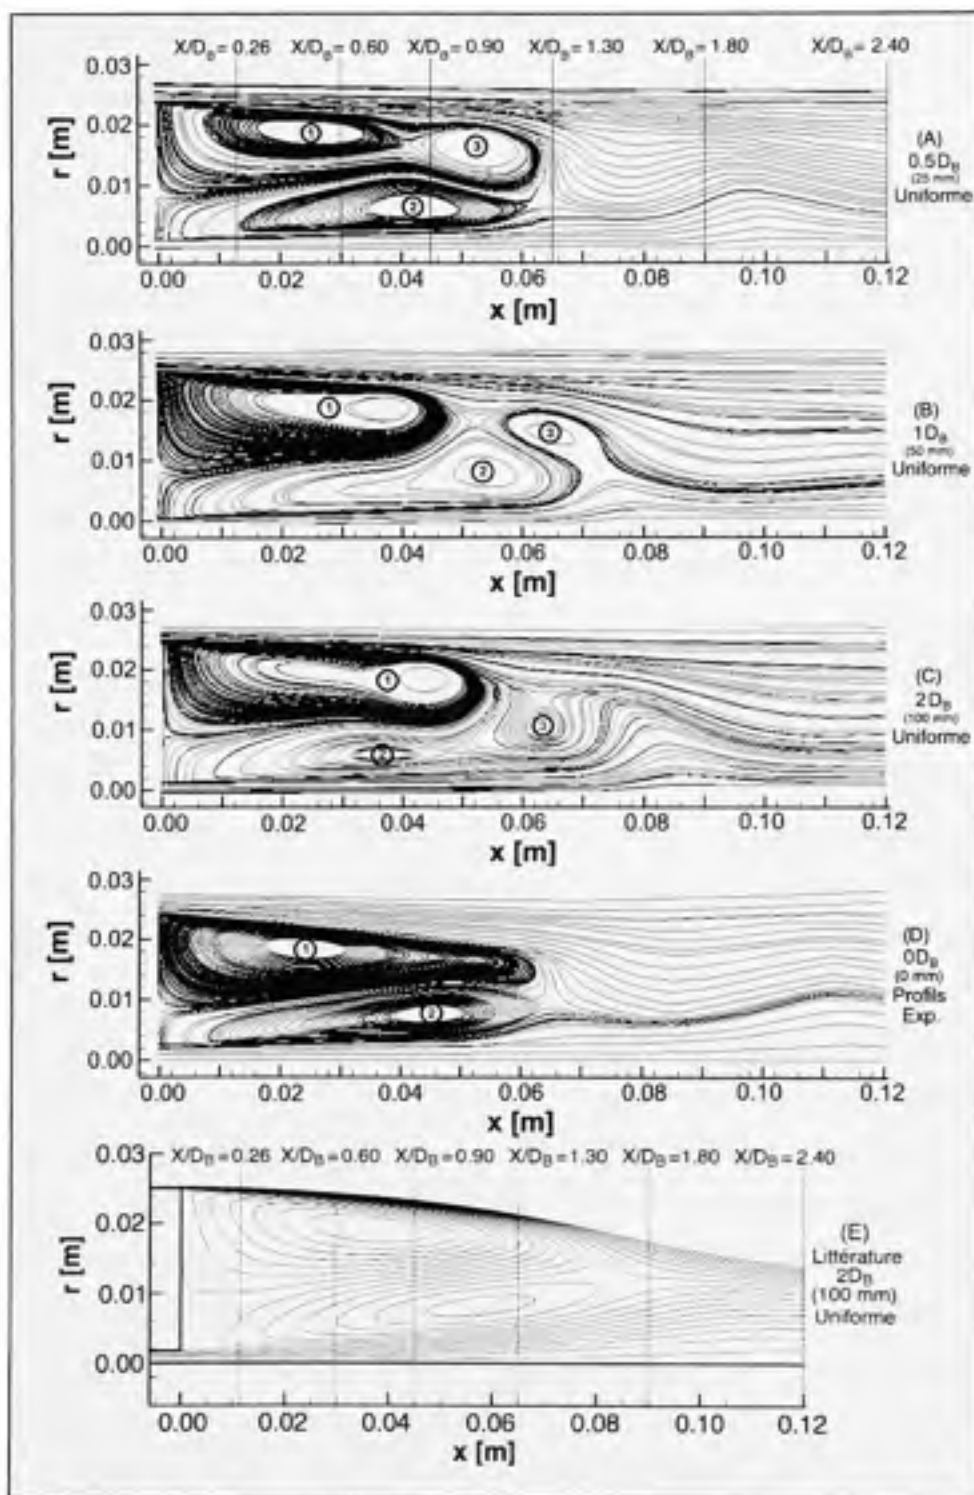 X/D_B = 0.26 X/D_B = 0.60 X/D_B = 0.90 X/D_B = 1.30 X/D_B = 1.80 X/D_B = 2.40
0.03
0.02
0.01
0.00
r [m]
1
3
2
(A)
0.5D_B
(25 mm)
Uniforme
0.00 0.02 0.04 0.06 0.08 0.10 0.12
x [m]
0.03
0.02
0.01
0.00
r [m]
1
3
2
(B)
1D_B
(50 mm)
Uniforme
0.00 0.02 0.04 0.06 0.08 0.10 0.12
x [m]
0.03
0.02
0.01
0.00
r [m]
1
3
2
(C)
2D_B
(100 mm)
Uniforme
0.00 0.02 0.04 0.06 0.08 0.10 0.12
x [m]
0.03
0.02
0.01
0.00
r [m]
1
2
(D)
0D_B
(0 mm)
Profils
Exp.
0.00 0.02 0.04 0.06 0.08 0.10 0.12
x [m]
X/D_B=0.26 X/D_B=0.60 X/D_B=0.90 X/D_B=1.30 X/D_B=1.80 X/D_B=2.40
0.03
0.02
0.01
0.00
r [m]
(E)
Littérature
2D_B
(100 mm)
Uniforme
0.00 0.02 0.04 0.06 0.08 0.10 0.12
x [m]